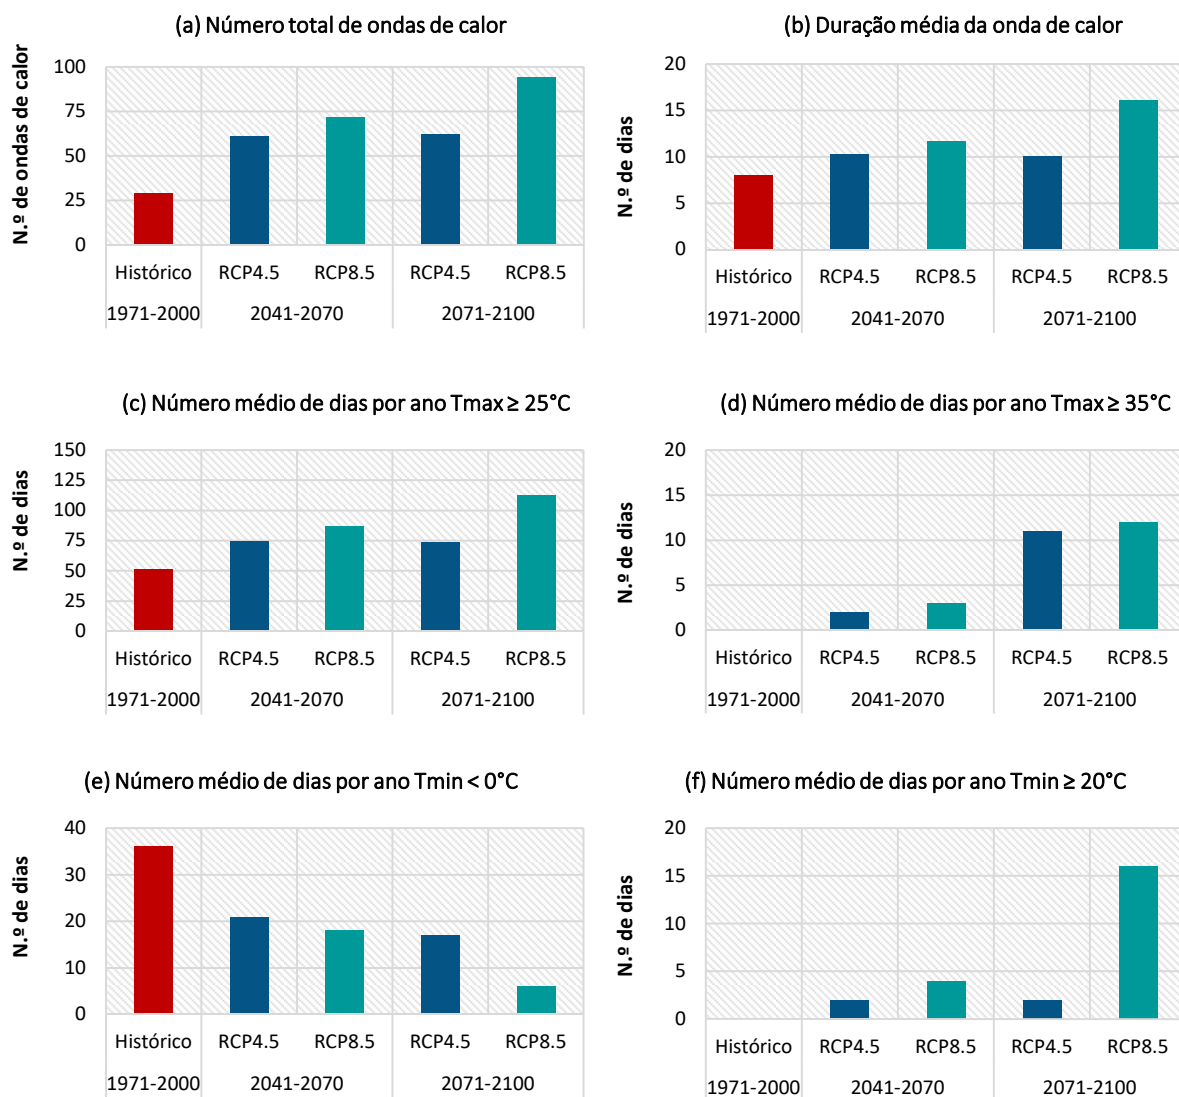 (a) Número total de ondas de calor
N.º de ondas de calor
100
75
50
25
0
Histórico RCP4.5 RCP8.5 RCP4.5 RCP8.5
1971-2000 2041-2070 2071-2100
(b) Duração média da onda de calor
N.º de dias
20
15
10
5
0
Histórico RCP4.5 RCP8.5 RCP4.5 RCP8.5
1971-2000 2041-2070 2071-2100
(c) Número médio de dias por ano Tmax ≥ 25°C
N.º de dias
150
125
100
75
50
25
0
Histórico RCP4.5 RCP8.5 RCP4.5 RCP8.5
1971-2000 2041-2070 2071-2100
(d) Número médio de dias por ano Tmax ≥ 35°C
N.º de dias
20
15
10
5
0
Histórico RCP4.5 RCP8.5 RCP4.5 RCP8.5
1971-2000 2041-2070 2071-2100
(e) Número médio de dias por ano Tmin < 0°C
N.º de dias
40
30
20
10
0
Histórico RCP4.5 RCP8.5 RCP4.5 RCP8.5
1971-2000 2041-2070 2071-2100
(f) Número médio de dias por ano Tmin ≥ 20°C
N.º de dias
20
15
10
5
0
Histórico RCP4.5 RCP8.5 RCP4.5 RCP8.5
1971-2000 2041-2070 2071-2100